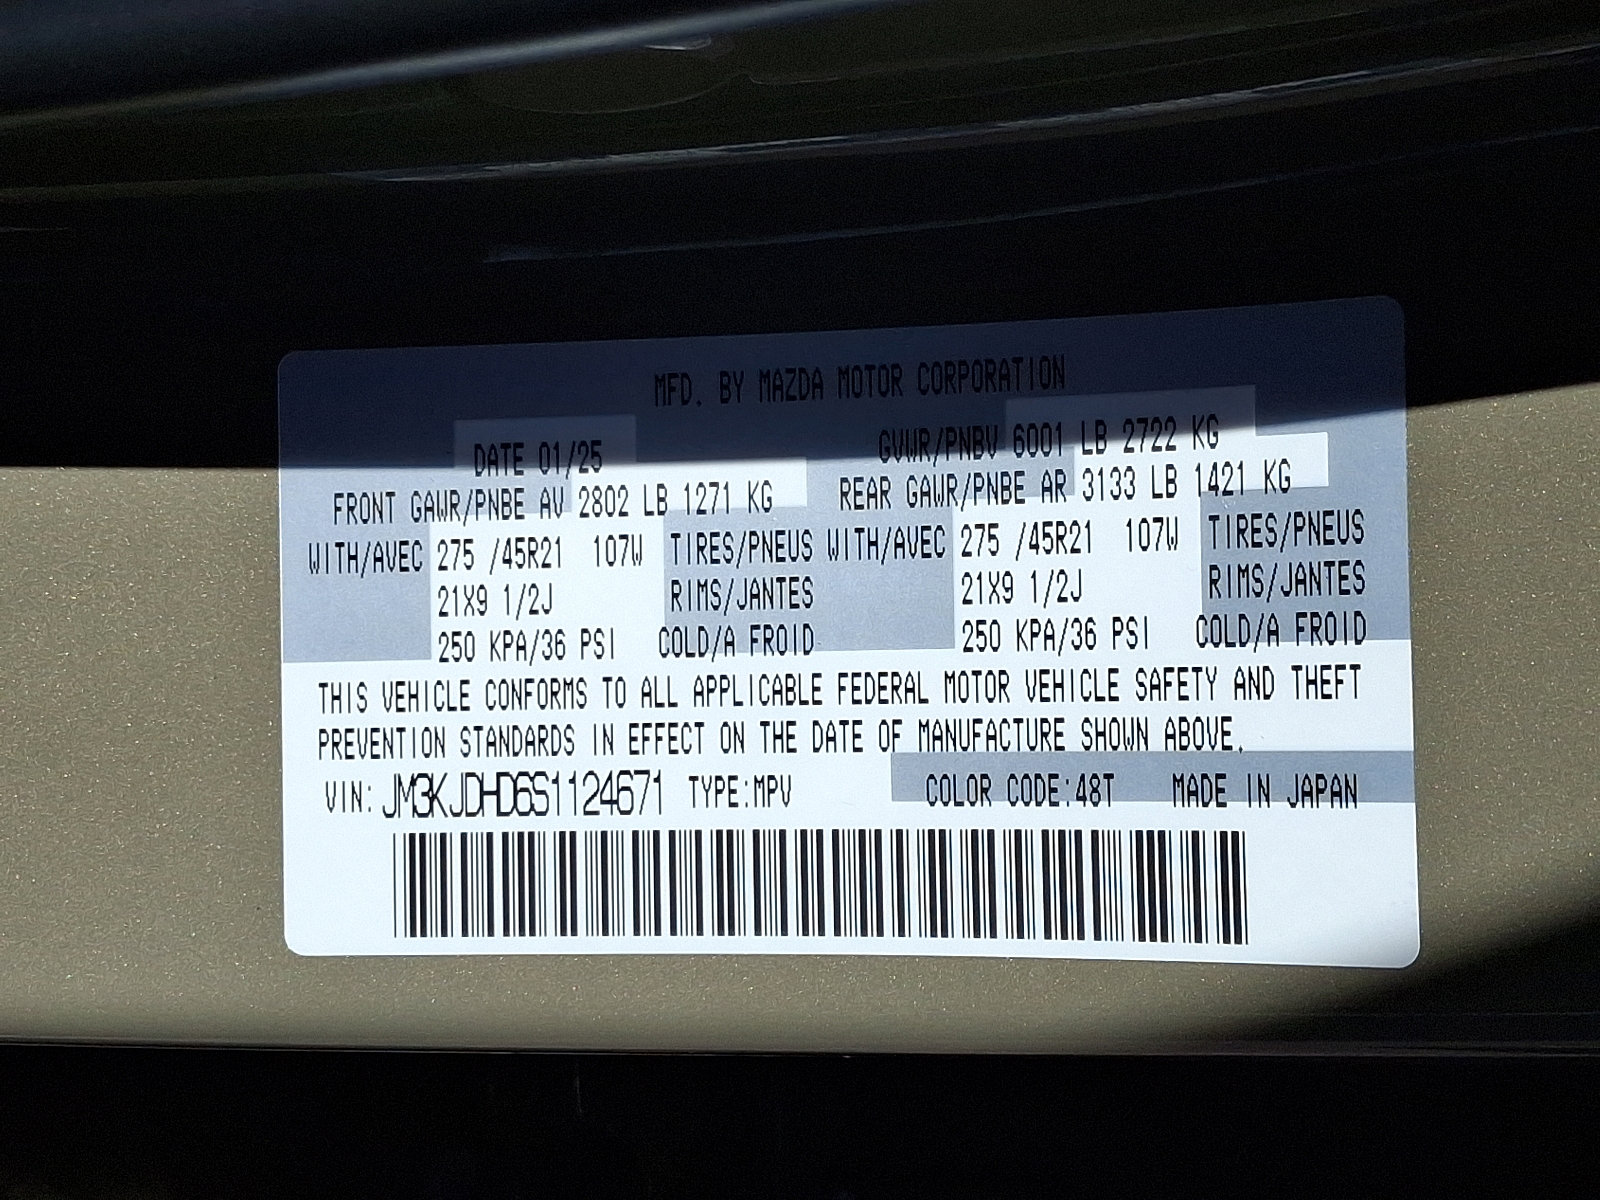 MFD. BY MAZDA MOTOR CORPORATION
DATE 01/25 GVWR/PNBV 6001 LB 2722 KG
FRONT GAWR/PNBE AV 2802 LB 1271 KG REAR GAWR/PNBE AR 3133 LB 1421 KG
WITH/AVEC 275 /45R21 107W TIRES/PNEUS WITH/AVEC 275 /45R21 107W TIRES/PNEUS
21X9 1/2J RIMS/JANTES 21X9 1/2J RIMS/JANTES
250 KPA/36 PSI COLD/A FROID 250 KPA/36 PSI COLD/A FROID
THIS VEHICLE CONFORMS TO ALL APPLICABLE FEDERAL MOTOR VEHICLE SAFETY AND THEFT
PREVENTION STANDARDS IN EFFECT ON THE DATE OF MANUFACTURE SHOWN ABOVE.
VIN: JM3KJDHD6S1124671 TYPE:MPV COLOR CODE:48T MADE IN JAPAN